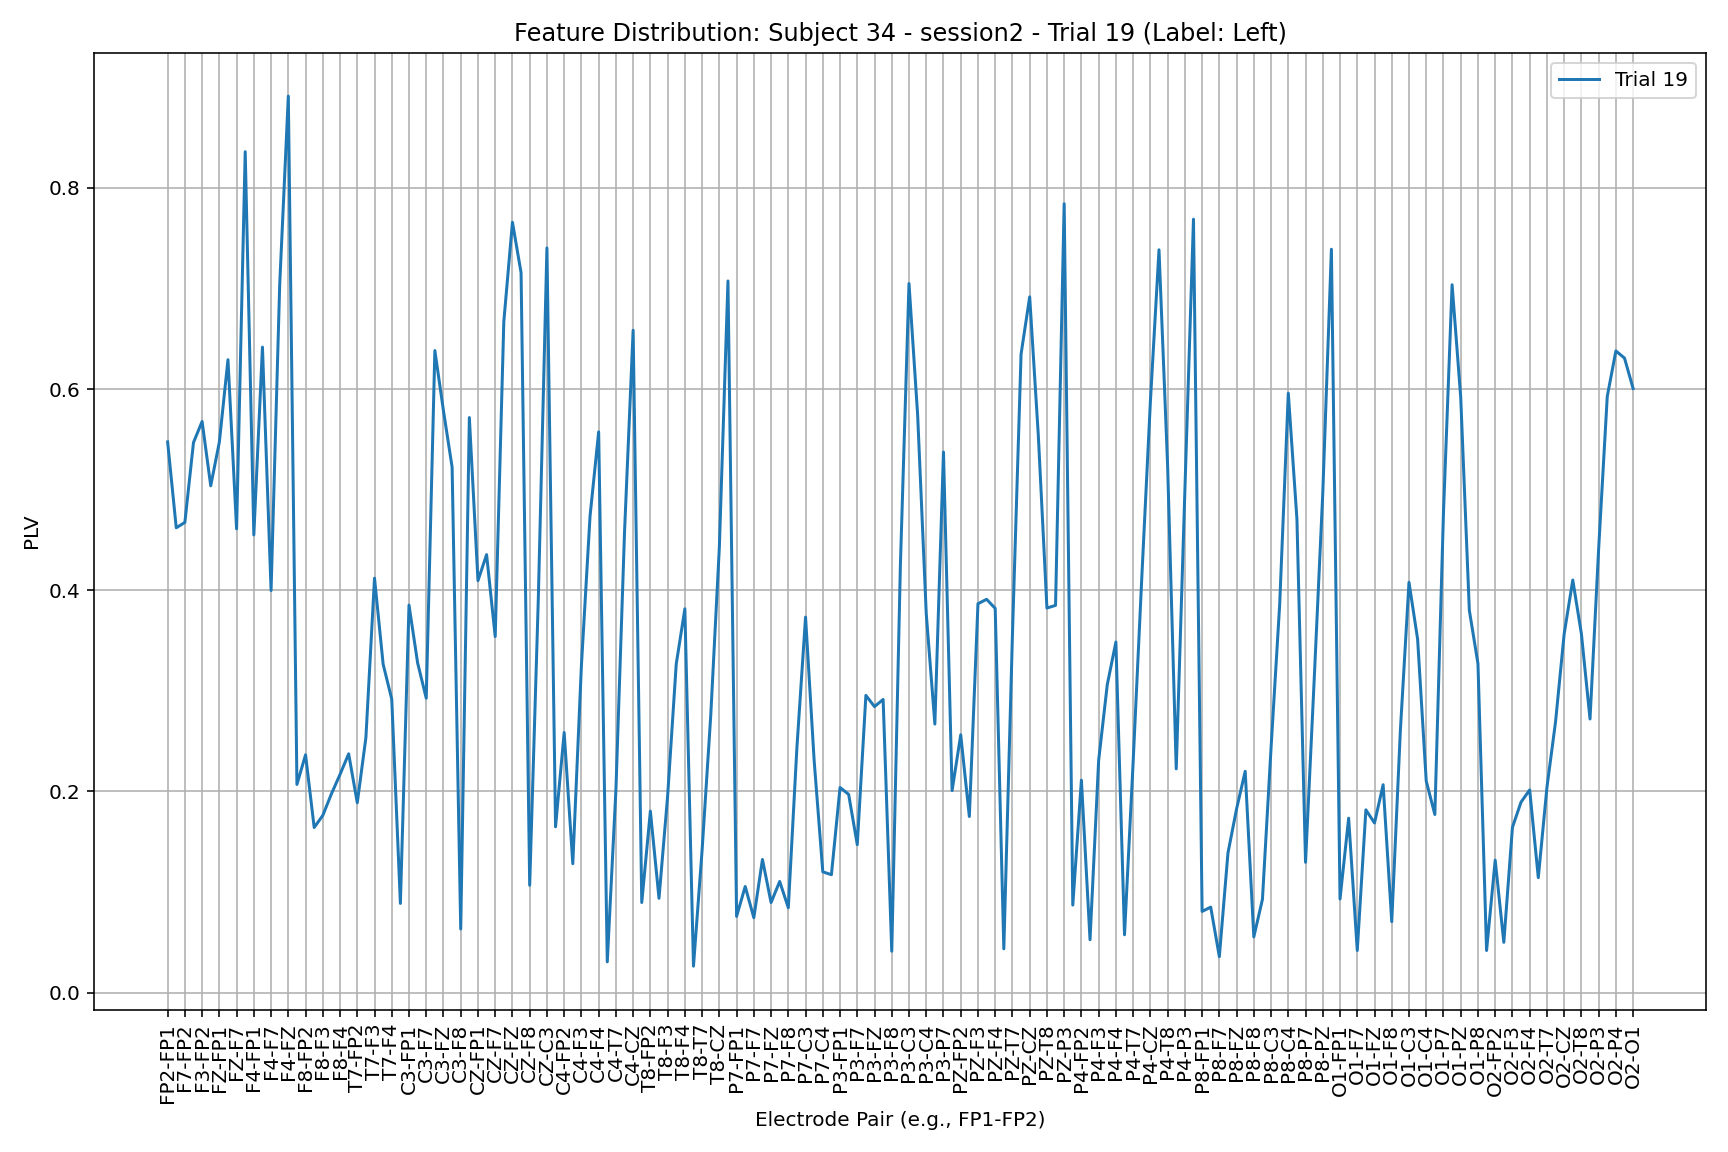 Feature Distribution: Subject 34 - session2 - Trial 19 (Label: Left)
Trial 19
PLV
0.8
0.6
0.4
0.2
0.0
FP2-FP1
F7-FP2
F3-FP2
FZ-FP1
FZ-F7
F4-FP1
F4-F7
F4-FZ
F8-FP2
F8-F3
F8-F4
T7-FP2
T7-F3
T7-F4
C3-FP1
C3-F7
C3-FZ
C3-F8
CZ-FP1
CZ-F7
CZ-FZ
CZ-F8
CZ-C3
C4-FP2
C4-F3
C4-F4
C4-T7
C4-CZ
T8-FP2
T8-F3
T8-F4
T8-T7
T8-CZ
P7-FP1
P7-F7
P7-FZ
P7-F8
P7-C3
P7-C4
P3-FP1
P3-F7
P3-FZ
P3-F8
P3-C3
P3-C4
P3-P7
PZ-FP2
PZ-F3
PZ-F4
PZ-T7
PZ-CZ
PZ-T8
PZ-P3
P4-FP2
P4-F3
P4-F4
P4-T7
P4-CZ
P4-T8
P4-P3
P8-FP1
P8-F7
P8-FZ
P8-F8
P8-C3
P8-C4
P8-P7
P8-PZ
O1-FP1
O1-F7
O1-FZ
O1-F8
O1-C3
O1-C4
O1-P7
O1-PZ
O1-P8
O2-FP2
O2-F3
O2-F4
O2-T7
O2-CZ
O2-T8
O2-P3
O2-P4
O2-O1
Electrode Pair (e.g., FP1-FP2)